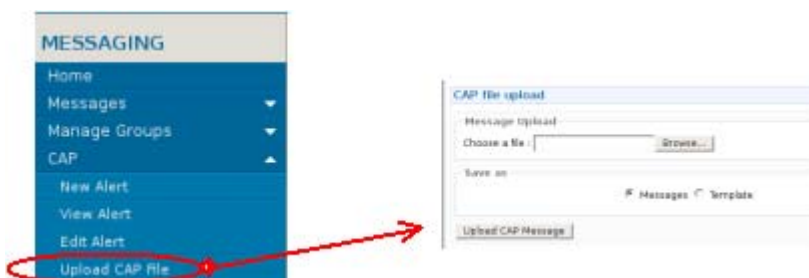 MESSAGING
Home
Messages
Manage Groups
CAP
New Alert
View Alert
Edit Alert
Upload CAP File
CAP file upload
Message Upload
Choose a file : Browse...
Save as
Messages Template
Upload CAP Message